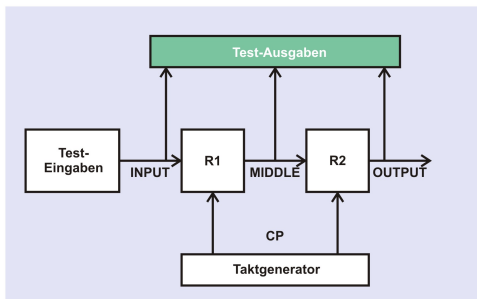 Test-Ausgaben
Test-
Eingaben
INPUT
R1
MIDDLE
R2
OUTPUT
CP
Taktgenerator